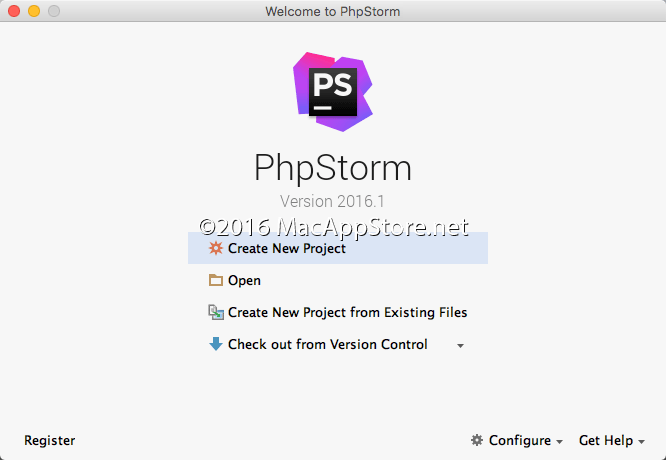 Welcome to PhpStorm
PS
PhpStorm
Version 2016.1
©2016 MacAppStore.net
Create New Project
Open
Create New Project from Existing Files
Check out from Version Control
Register
Configure
Get Help